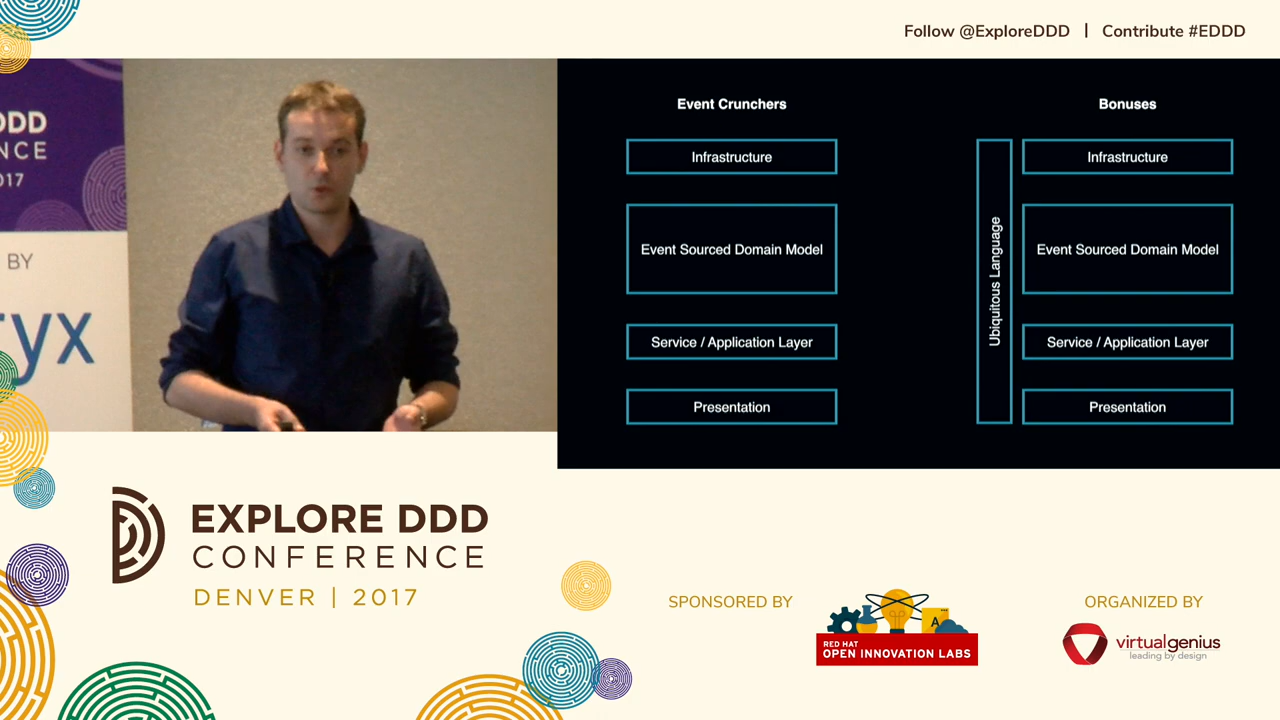 Follow @ExploreDDD | Contribute #EDDD
DDD
NCE
017
BY
ryx
Event Crunchers
Infrastructure
Event Sourced Domain Model
Service / Application Layer
Presentation
Bonuses
Ubiquitous Language
Infrastructure
Event Sourced Domain Model
Service / Application Layer
Presentation
EXPLORE DDD
CONFERENCE
DENVER | 2017
SPONSORED BY
A
RED HAT
OPEN INNOVATION LABS
ORGANIZED BY
virtualgenius
leading by design